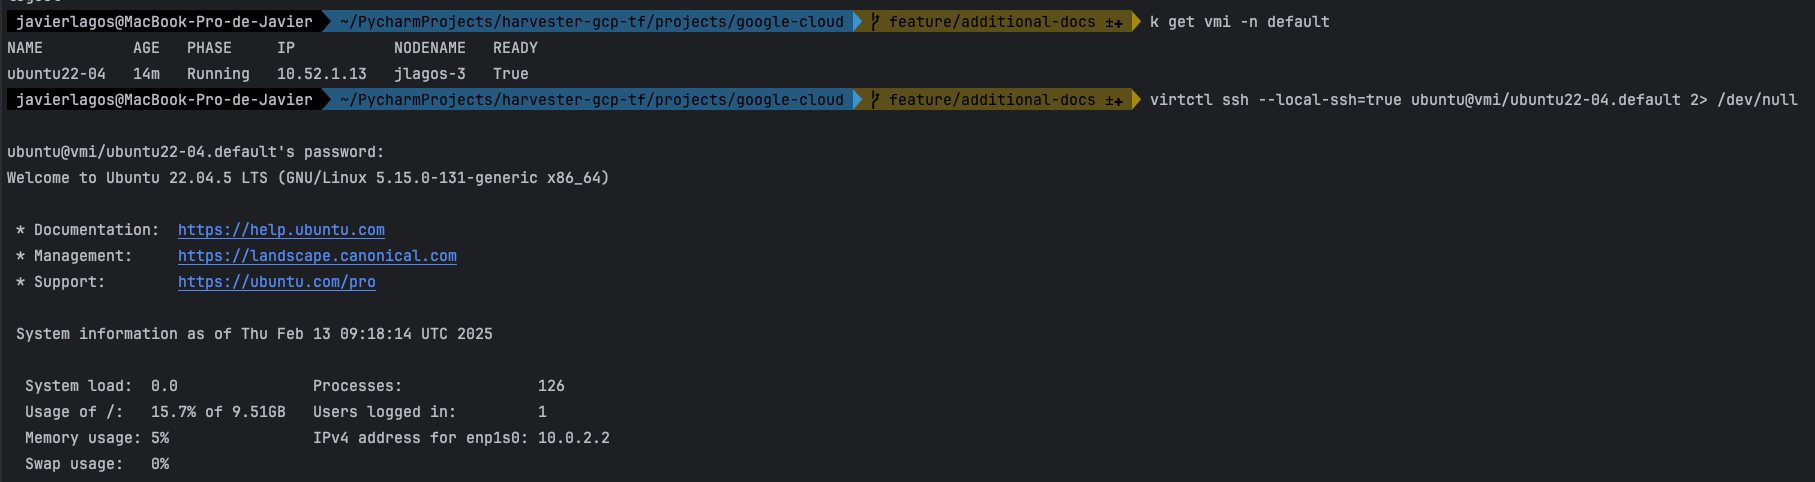 javierlagos@MacBook-Pro-de-Javier ~/PycharmProjects/harvester-gcp-tf/projects/google-cloud feature/additional-docs ±✚ k get vmi -n default
NAME AGE PHASE IP NODENAME READY
ubuntu22-04 14m Running 10.52.1.13 jlagos-3 True
javierlagos@MacBook-Pro-de-Javier ~/PycharmProjects/harvester-gcp-tf/projects/google-cloud feature/additional-docs ±✚ virtctl ssh --local-ssh=true ubuntu@vmi/ubuntu22-04.default 2> /dev/null
ubuntu@vmi/ubuntu22-04.default's password:
Welcome to Ubuntu 22.04.5 LTS (GNU/Linux 5.15.0-131-generic x86_64)
* Documentation: https://help.ubuntu.com
* Management: https://landscape.canonical.com
* Support: https://ubuntu.com/pro
System information as of Thu Feb 13 09:18:14 UTC 2025
System load: 0.0 Processes: 126
Usage of /: 15.7% of 9.51GB Users logged in: 1
Memory usage: 5% IPv4 address for enp1s0: 10.0.2.2
Swap usage: 0%